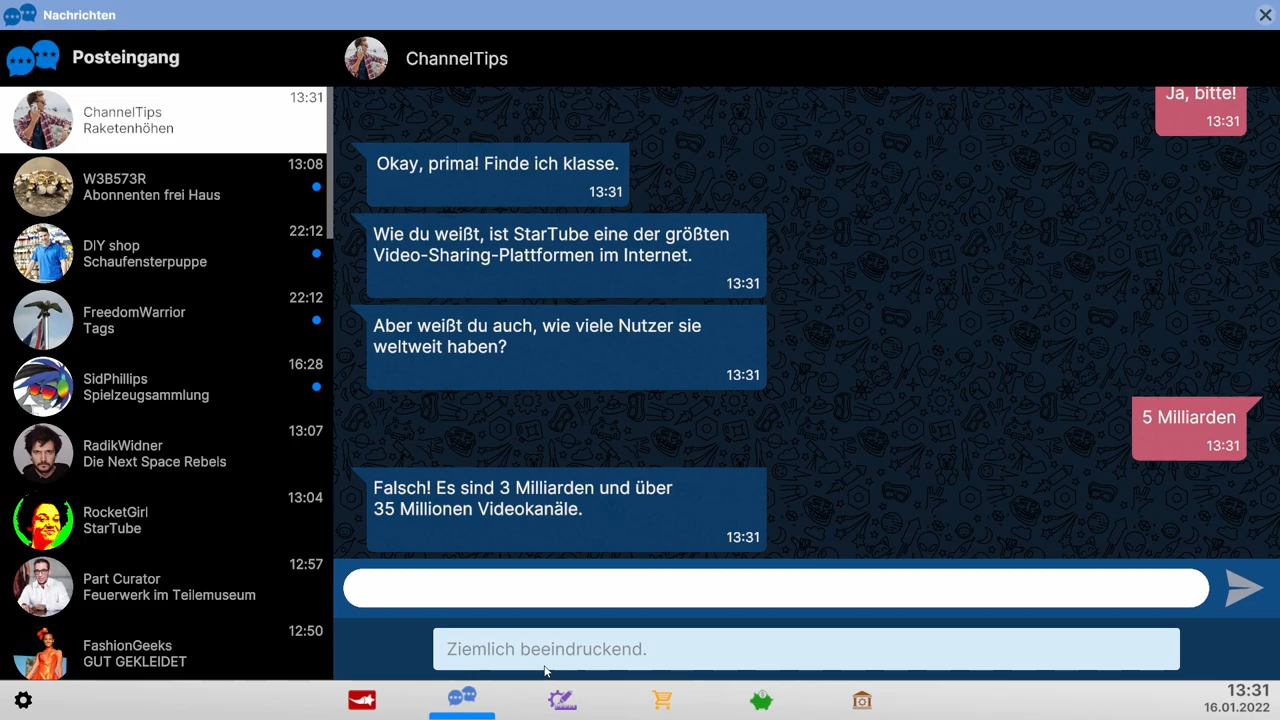 Nachrichten
Posteingang
ChannelTips
13:31
Raketenhöhen
13:08
W3B573R
Abonnenten frei Haus
22:12
DIY shop
Schaufensterpuppe
22:12
FreedomWarrior
Tags
16:28
SidPhillips
Spielzeugsammlung
13:07
RadikWidner
Die Next Space Rebels
13:04
RocketGirl
StarTube
12:57
Part Curator
Feuerwerk im Teilemuseum
12:50
FashionGeeks
GUT GEKLEIDET
ChannelTips
Ja, bitte!
13:31
Okay, prima! Finde ich klasse.
13:31
Wie du weißt, ist StarTube eine der größten
Video-Sharing-Plattformen im Internet.
13:31
Aber weißt du auch, wie viele Nutzer sie
weltweit haben?
13:31
5 Milliarden
13:31
Falsch! Es sind 3 Milliarden und über
35 Millionen Videokanäle.
13:31
Ziemlich beeindruckend.
13:31
16.01.2022